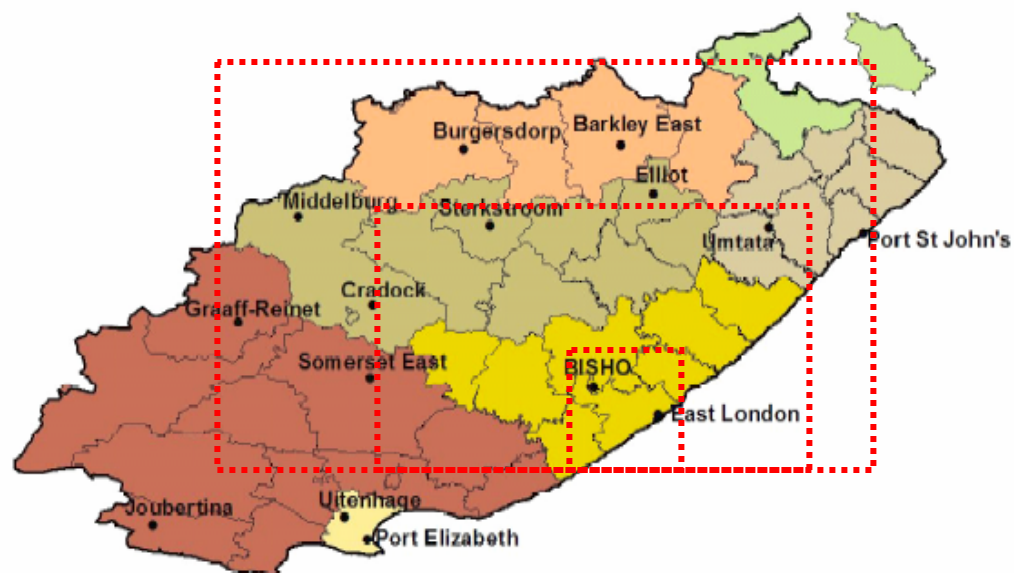 Burgersdorp
Barkley East
Elliot
Middelburg
Sterkstroom
Umtata
Port St John's
Cradock
Graaff-Reinet
Somerset East
BISHO
East London
Uitenhage
Joubertina
Port Elizabeth